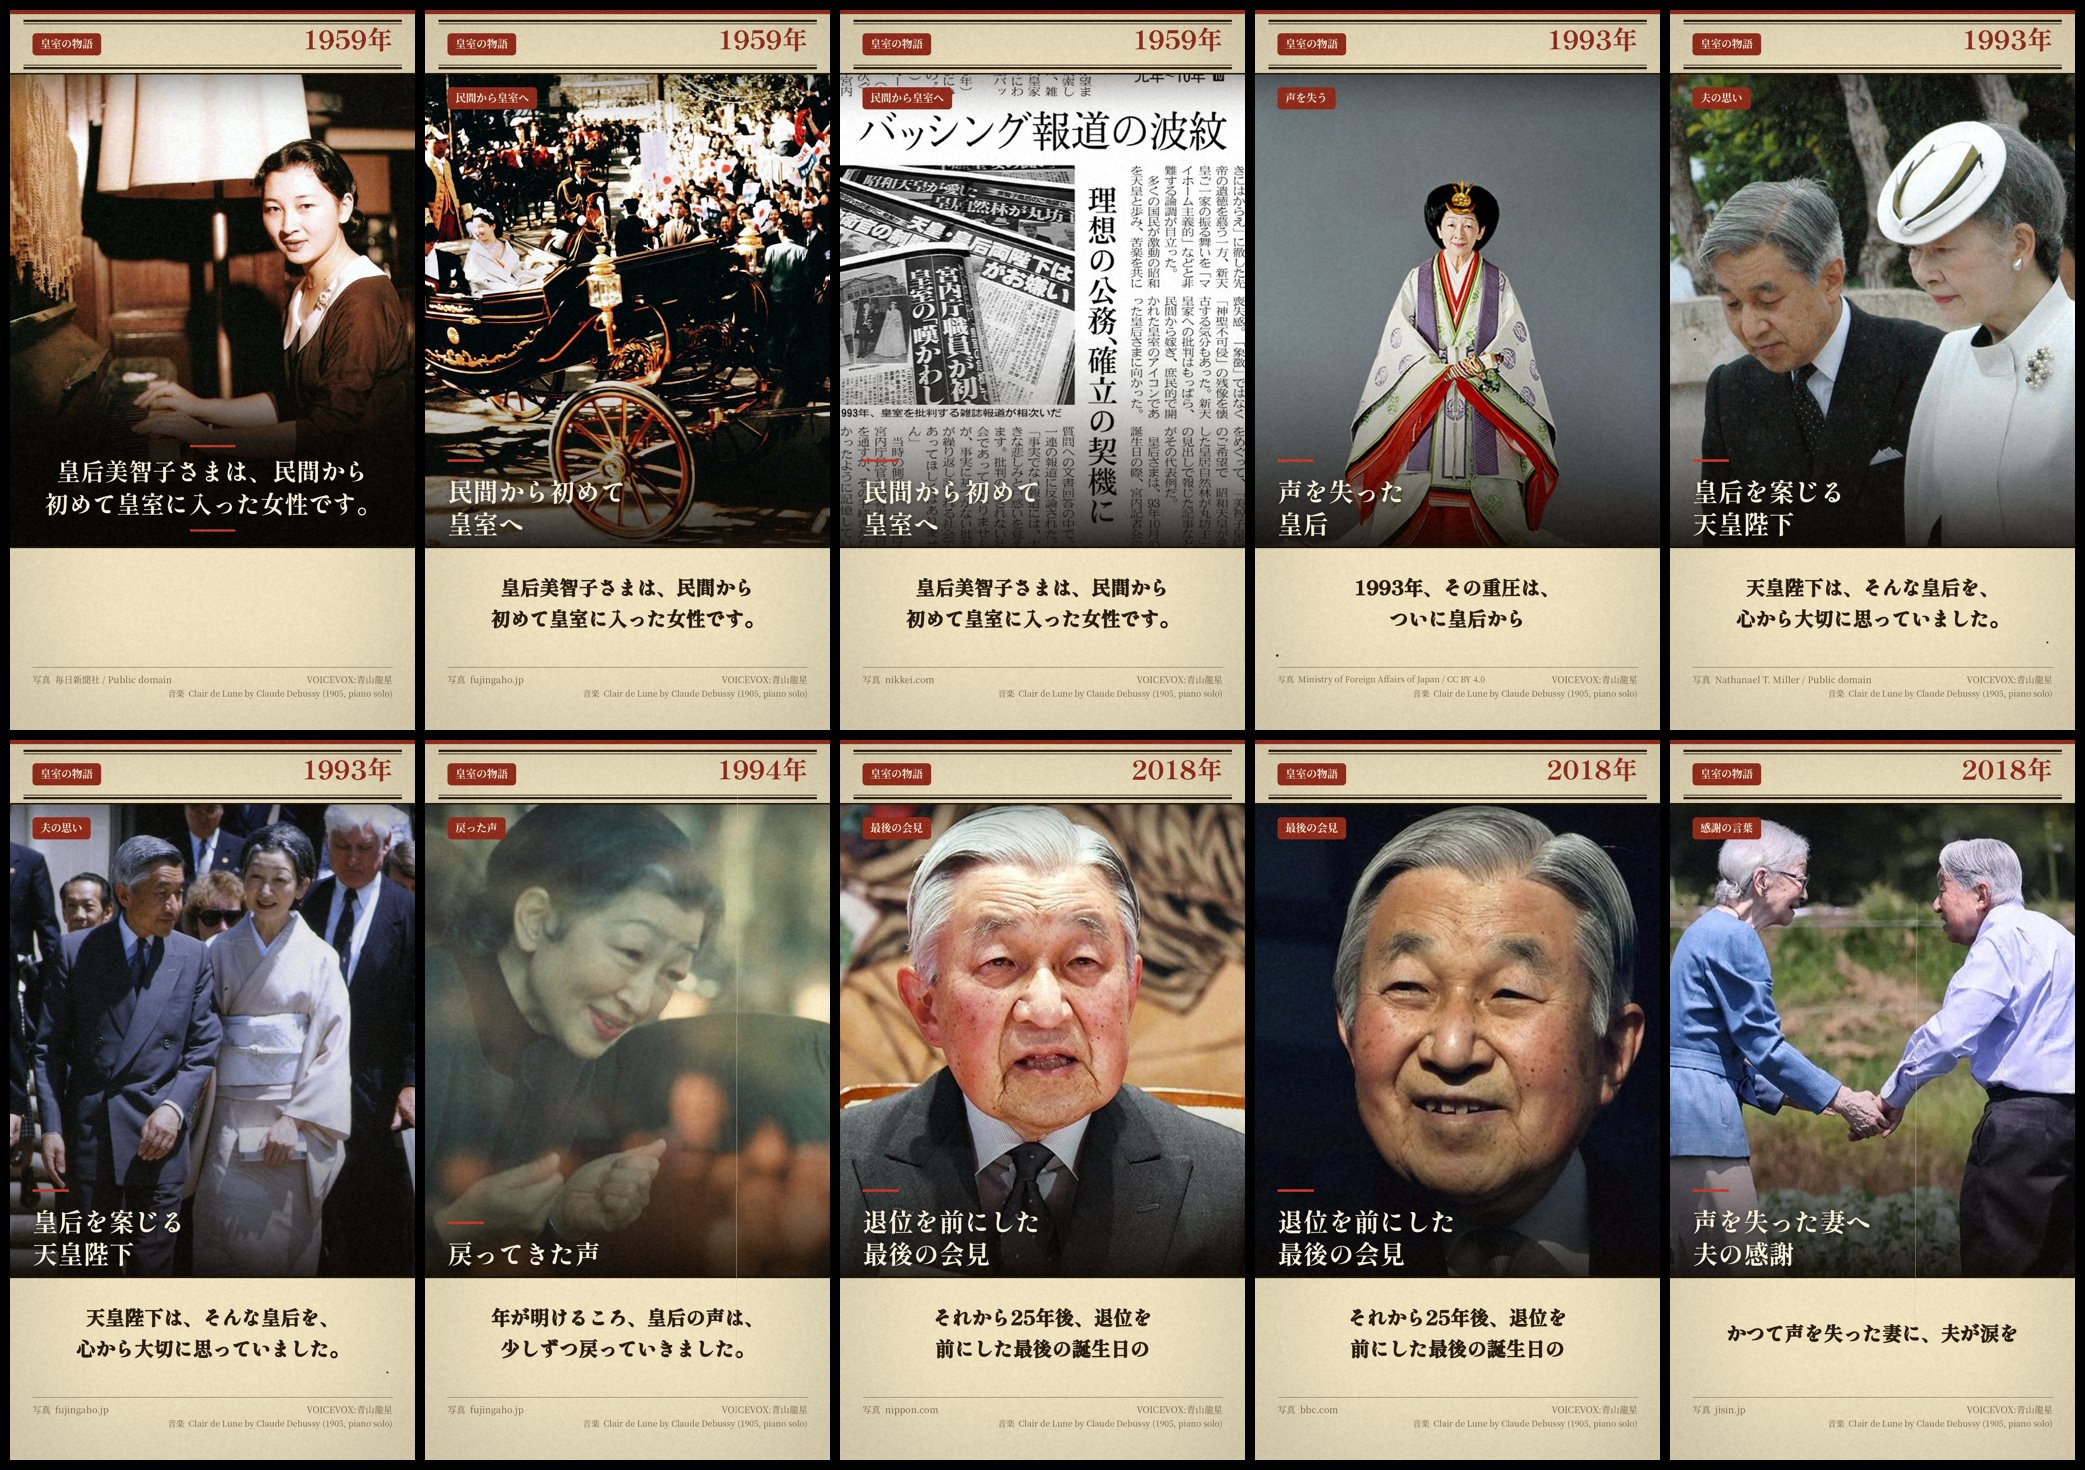 皇室の物語
1959年
皇后美智子さまは、民間から
初めて皇室に入った女性です。
写真 毎日新聞社 / Public domain
VOICEVOX:青山龍星
音楽 Clair de Lune by Claude Debussy (1905, piano solo)
皇室の物語
1959年
民間から皇室へ
民間から初めて
皇室へ
皇后美智子さまは、民間から
初めて皇室に入った女性です。
写真 fujingaho.jp
VOICEVOX:青山龍星
音楽 Clair de Lune by Claude Debussy (1905, piano solo)
皇室の物語
1959年
民間から皇室へ
バッシング報道の波紋
理想の公務、確立の契機に
993年、皇室を批判する雑誌報道が相次いだ
民間から初めて
皇室へ
皇后美智子さまは、民間から
初めて皇室に入った女性です。
写真 nikkei.com
VOICEVOX:青山龍星
音楽 Clair de Lune by Claude Debussy (1905, piano solo)
皇室の物語
1993年
声を失う
声を失った
皇后
1993年、その重圧は、
ついに皇后から
写真 Ministry of Foreign Affairs of Japan / CC BY 4.0
VOICEVOX:青山龍星
音楽 Clair de Lune by Claude Debussy (1905, piano solo)
皇室の物語
1993年
夫の思い
皇后を案じる
天皇陛下
天皇陛下は、そんな皇后を、
心から大切に思っていました。
写真 Nathanael T. Miller / Public domain
VOICEVOX:青山龍星
音楽 Clair de Lune by Claude Debussy (1905, piano solo)
皇室の物語
1993年
夫の思い
皇后を案じる
天皇陛下
天皇陛下は、そんな皇后を、
心から大切に思っていました。
写真 fujingaho.jp
VOICEVOX:青山龍星
音楽 Clair de Lune by Claude Debussy (1905, piano solo)
皇室の物語
1994年
戻った声
戻ってきた声
年が明けるころ、皇后の声は、
少しずつ戻っていきました。
写真 fujingaho.jp
VOICEVOX:青山龍星
音楽 Clair de Lune by Claude Debussy (1905, piano solo)
皇室の物語
2018年
最後の会見
退位を前にした
最後の会見
それから25年後、退位を
前にした最後の誕生日の
写真 nippon.com
VOICEVOX:青山龍星
音楽 Clair de Lune by Claude Debussy (1905, piano solo)
皇室の物語
2018年
最後の会見
退位を前にした
最後の会見
それから25年後、退位を
前にした最後の誕生日の
写真 bbc.com
VOICEVOX:青山龍星
音楽 Clair de Lune by Claude Debussy (1905, piano solo)
皇室の物語
2018年
感謝の言葉
声を失った妻へ
夫の感謝
かつて声を失った妻に、夫が涙を
写真 jisin.jp
VOICEVOX:青山龍星
音楽 Clair de Lune by Claude Debussy (1905, piano solo)